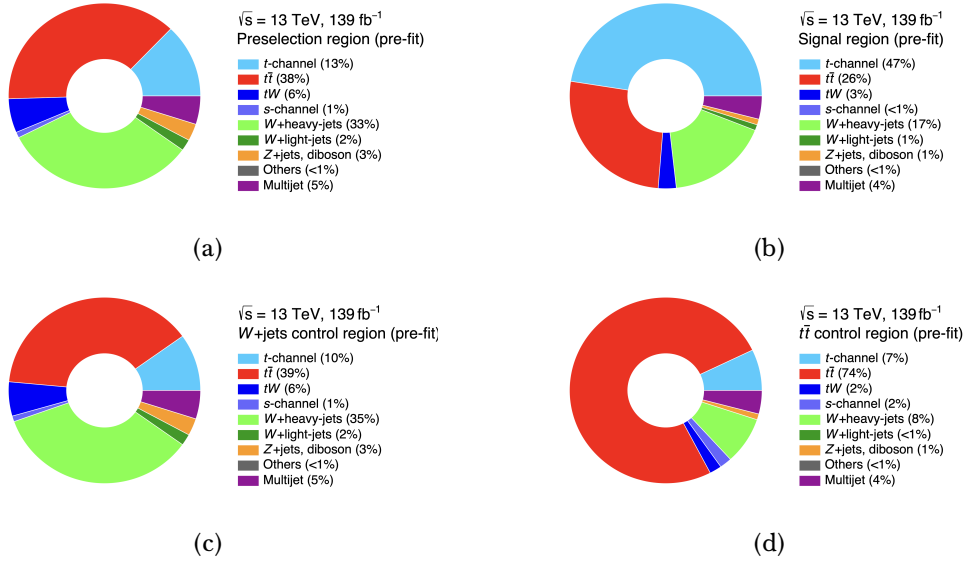 √s = 13 TeV, 139 fb⁻¹
Preselection region (pre-fit)
t-channel (13%)
tt̄ (38%)
tW (6%)
s-channel (1%)
W+heavy-jets (33%)
W+light-jets (2%)
Z+jets, diboson (3%)
Others (<1%)
Multijet (5%)
(a)
√s = 13 TeV, 139 fb⁻¹
Signal region (pre-fit)
t-channel (47%)
tt̄ (26%)
tW (3%)
s-channel (<1%)
W+heavy-jets (17%)
W+light-jets (1%)
Z+jets, diboson (1%)
Others (<1%)
Multijet (4%)
(b)
√s = 13 TeV, 139 fb⁻¹
W+jets control region (pre-fit)
t-channel (10%)
tt̄ (39%)
tW (6%)
s-channel (1%)
W+heavy-jets (35%)
W+light-jets (2%)
Z+jets, diboson (3%)
Others (<1%)
Multijet (5%)
(c)
√s = 13 TeV, 139 fb⁻¹
tt̄ control region (pre-fit)
t-channel (7%)
tt̄ (74%)
tW (2%)
s-channel (2%)
W+heavy-jets (8%)
W+light-jets (<1%)
Z+jets, diboson (1%)
Others (<1%)
Multijet (4%)
(d)